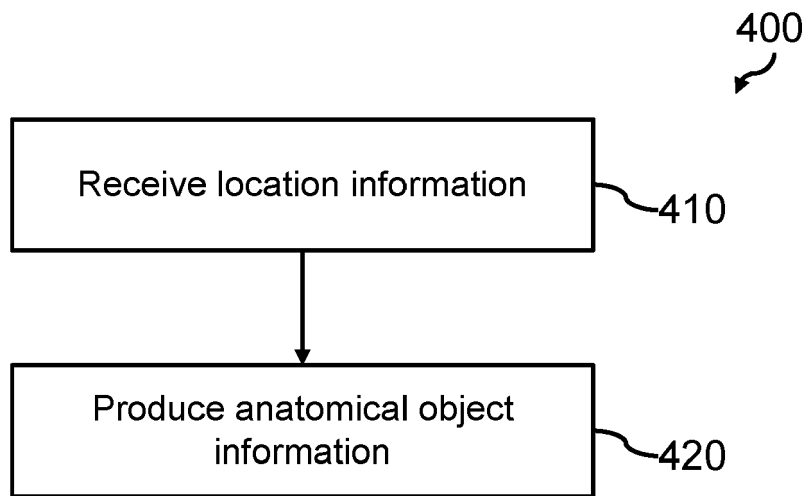 400
Receive location information
410
Produce anatomical object
information
420